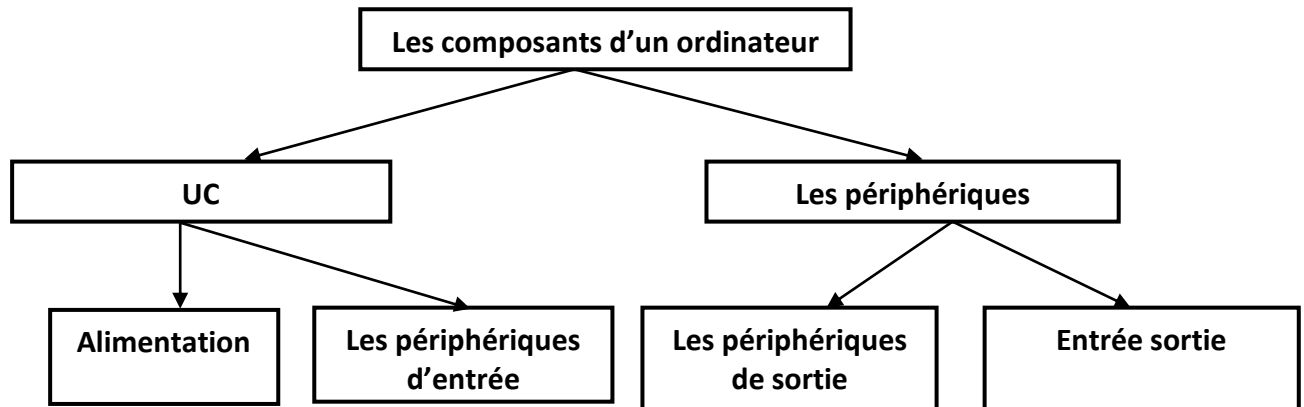 Les composants d’un ordinateur
UC
Les périphériques
Alimentation
Les périphériques
d’entrée
Les périphériques
de sortie
Entrée sortie